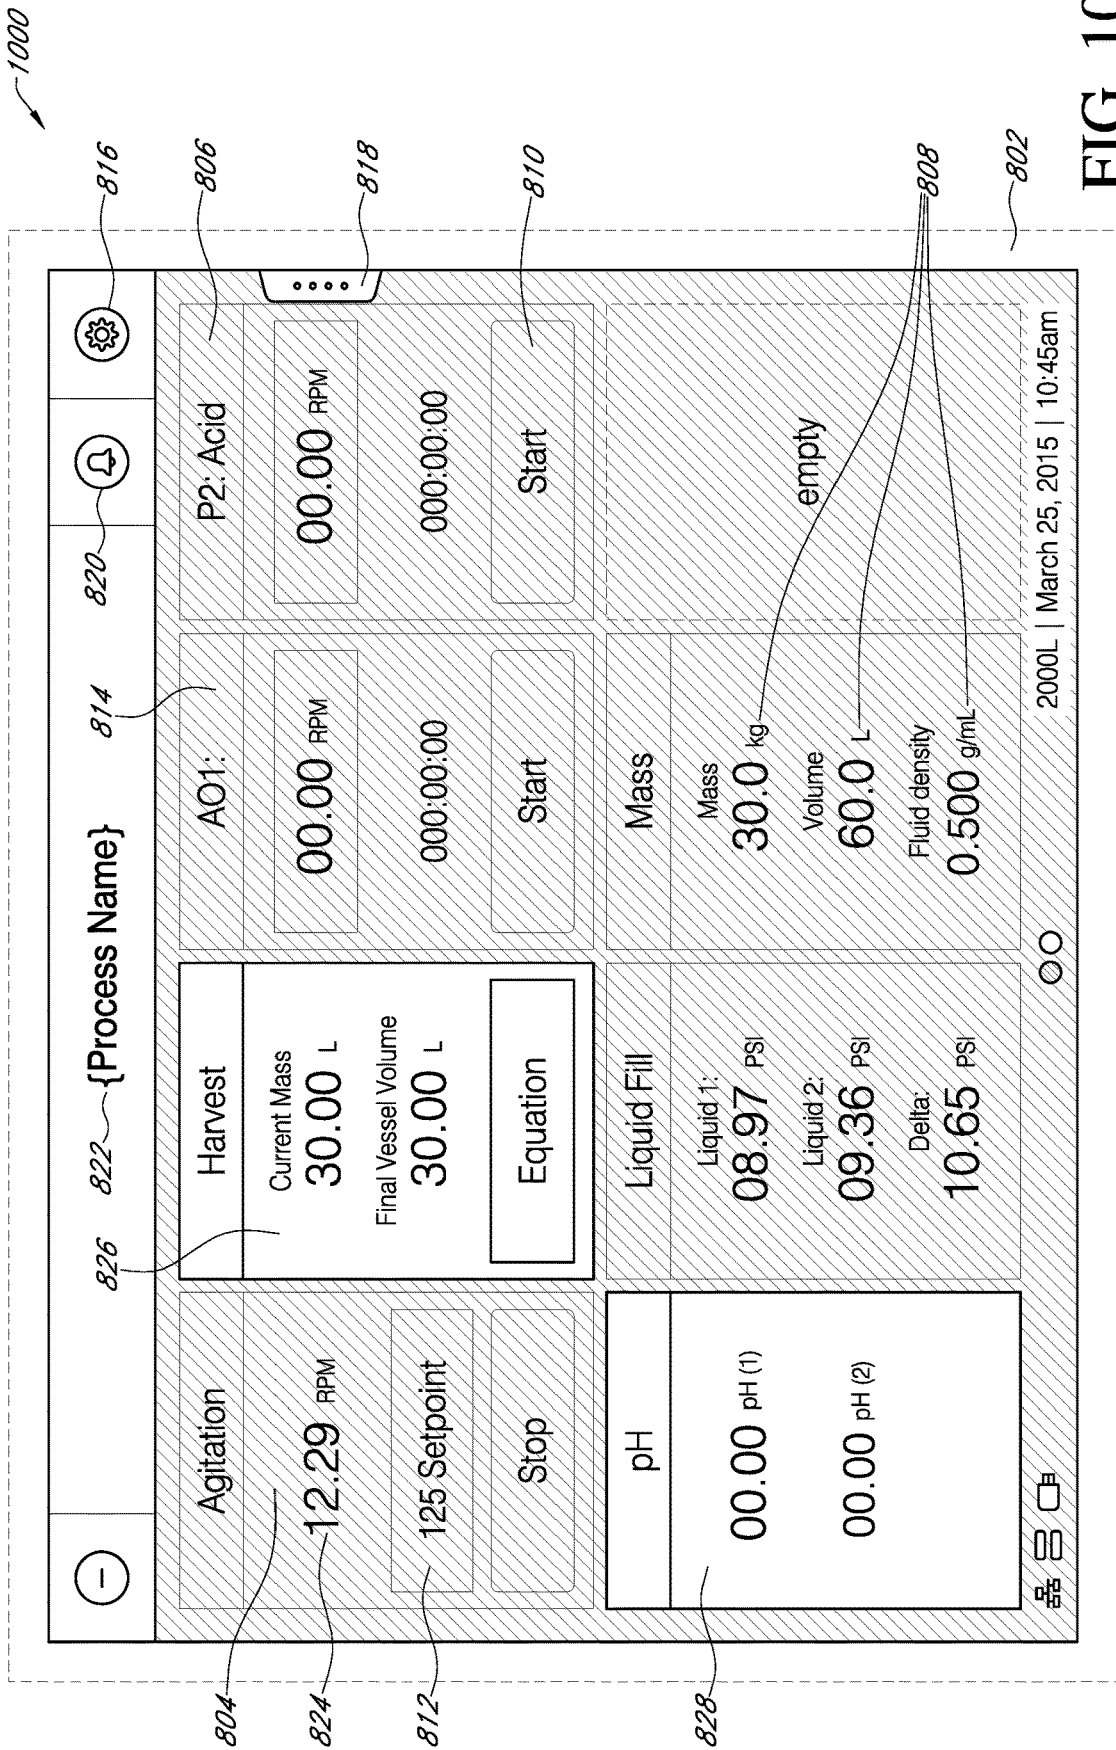 1000
822 {Process Name} 820 816
826 814 806
818
810
804
824
812
Agitation
12.29 RPM
125 Setpoint
Stop
Harvest
Current Mass
30.00 L
Final Vessel Volume
30.00 L
Equation
AO1:
00.00 RPM
000:00:00
Start
P2: Acid
00.00 RPM
000:00:00
Start
828
pH
00.00 pH (1)
00.00 pH (2)
Liquid Fill
Liquid 1:
08.97 PSI
Liquid 2:
09.36 PSI
Delta:
10.65 PSI
Mass
Mass
30.0 kg
Volume
60.0 L
Fluid density
0.500 g/mL
empty
808
2000L | March 25, 2015 | 10:45am
802
FIG. 10